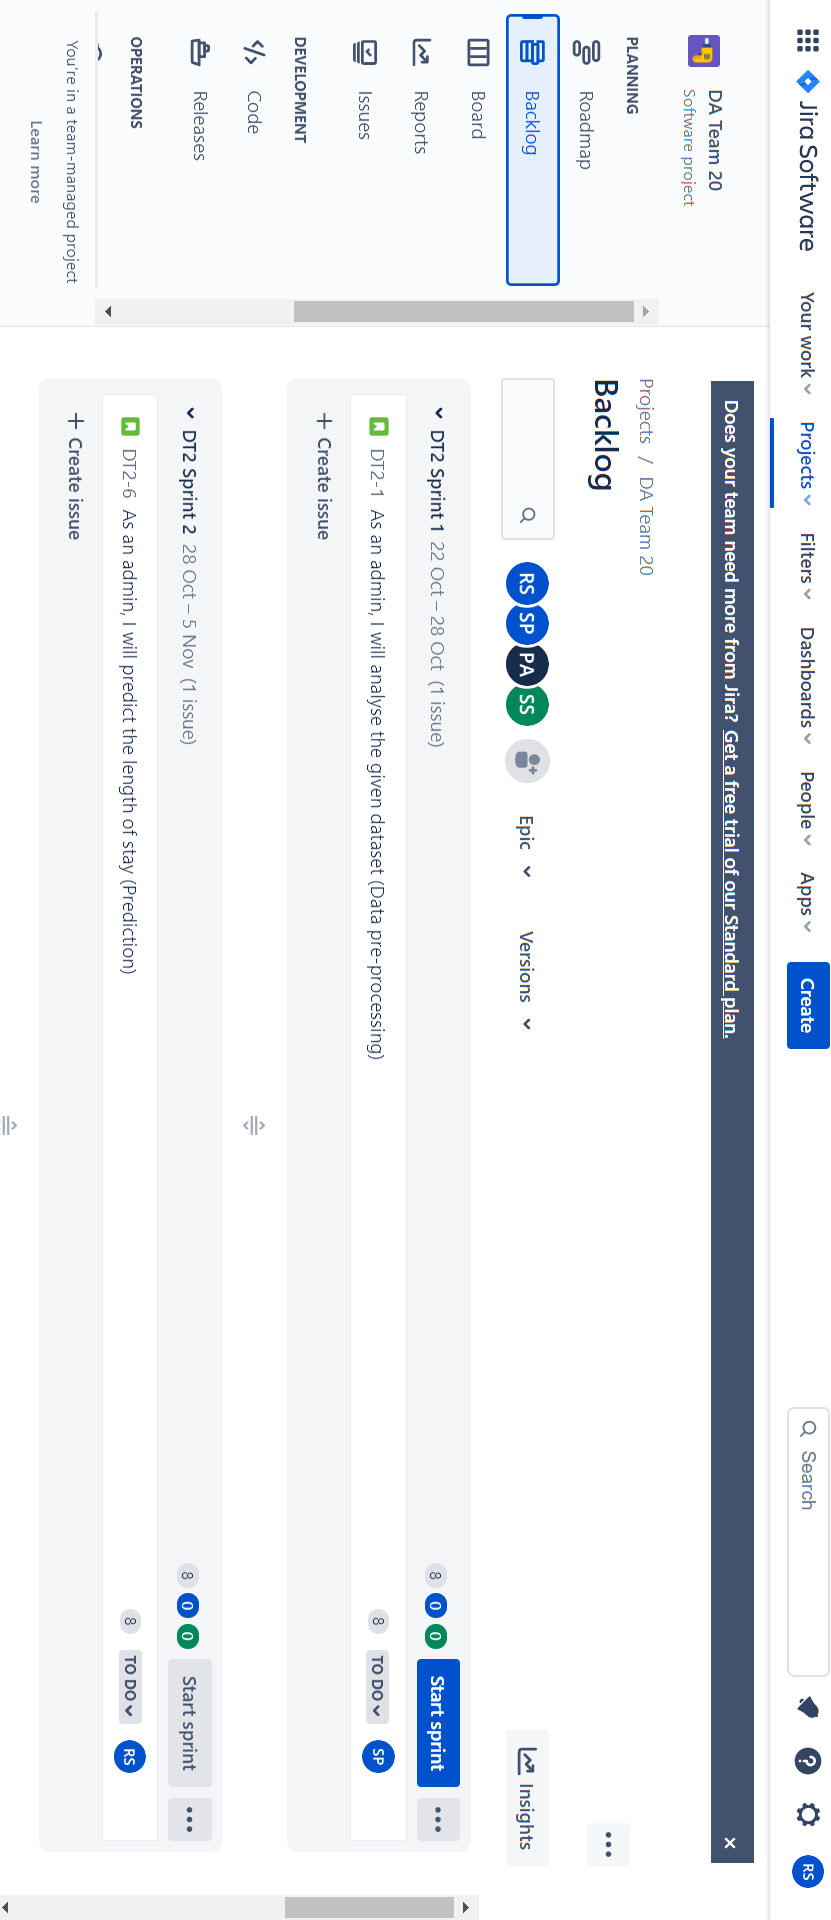 Jira Software
Your work
Projects
Filters
Dashboards
People
Apps
Create
Search
RS
DA Team 20
Software project
PLANNING
Roadmap
Backlog
Board
Reports
Issues
DEVELOPMENT
Code
Releases
OPERATIONS
You're in a team-managed project
Learn more
Does your team need more from Jira? Get a free trial of our Standard plan.
Projects / DA Team 20
Backlog
RS SP PA SS
Epic
Versions
Insights
DT2 Sprint 1 22 Oct – 28 Oct (1 issue)
8 0 0 Start sprint
DT2-1 As an admin, I will analyse the given dataset (Data pre-processing)
8 TO DO SP
+ Create issue
DT2 Sprint 2 28 Oct – 5 Nov (1 issue)
8 0 0 Start sprint
DT2-6 As an admin, I will predict the length of stay (Prediction)
8 TO DO RS
+ Create issue